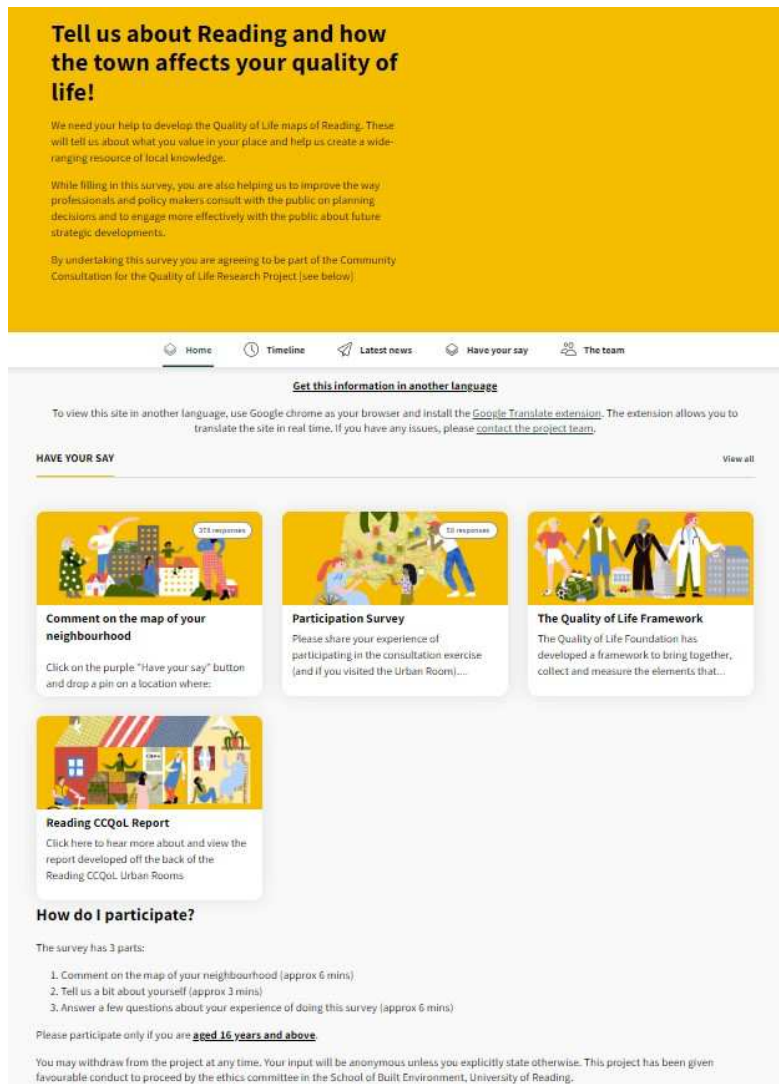 Tell us about Reading and how
the town affects your quality of
life!
We need your help to develop the Quality of Life maps of Reading. These
will tell us about what you value in your place and help us create a wide-
ranging resource of local knowledge.
While filling in this survey, you are also helping us to improve the way
professionals and policy makers consult with the public on planning
decisions and to engage more effectively with the public about future
strategic developments.
By undertaking this survey you are agreeing to be part of the Community
Consultation for the Quality of Life Research Project (see below)
Home Timeline Latest news Have your say The team
Get this information in another language
To view this site in another language, use Google chrome as your browser and install the Google Translate extension. The extension allows you to
translate the site in real time. If you have any issues, please contact the project team.
HAVE YOUR SAY View all
responses
responses
Comment on the map of your
neighbourhood
Click on the purple "Have your say" button
and drop a pin on a location where:
Participation Survey
Please share your experience of
participating in the consultation exercise
(and if you visited the Urban Room)....
The Quality of Life Framework
The Quality of Life Foundation has
developed a framework to bring together,
collect and measure the elements that...
Reading CCQoL Report
Click here to hear more about and view the
report developed off the back of the
Reading CCQoL Urban Rooms
How do I participate?
The survey has 3 parts:
1. Comment on the map of your neighbourhood (approx 6 mins)
2. Tell us a bit about yourself (approx 3 mins)
3. Answer a few questions about your experience of doing this survey (approx 6 mins)
Please participate only if you are aged 16 years and above.
You may withdraw from the project at any time. Your input will be anonymous unless you explicitly state otherwise. This project has been given
favourable conduct to proceed by the ethics committee in the School of Built Environment, University of Reading.